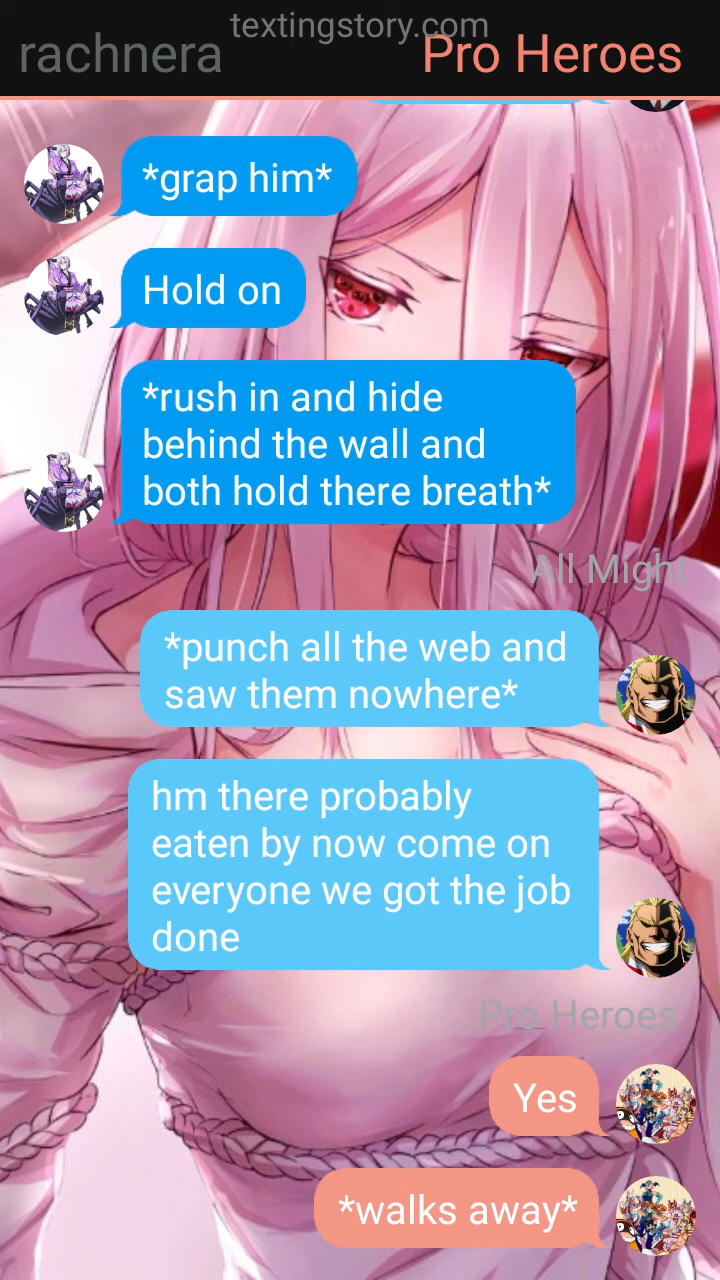 textingstory.com
rachnera
Pro Heroes
*grap him*
Hold on
*rush in and hide
behind the wall and
both hold there breath*
All Might
*punch all the web and
saw them nowhere*
hm there probably
eaten by now come on
everyone we got the job
done
Pro Heroes
Yes
*walks away*